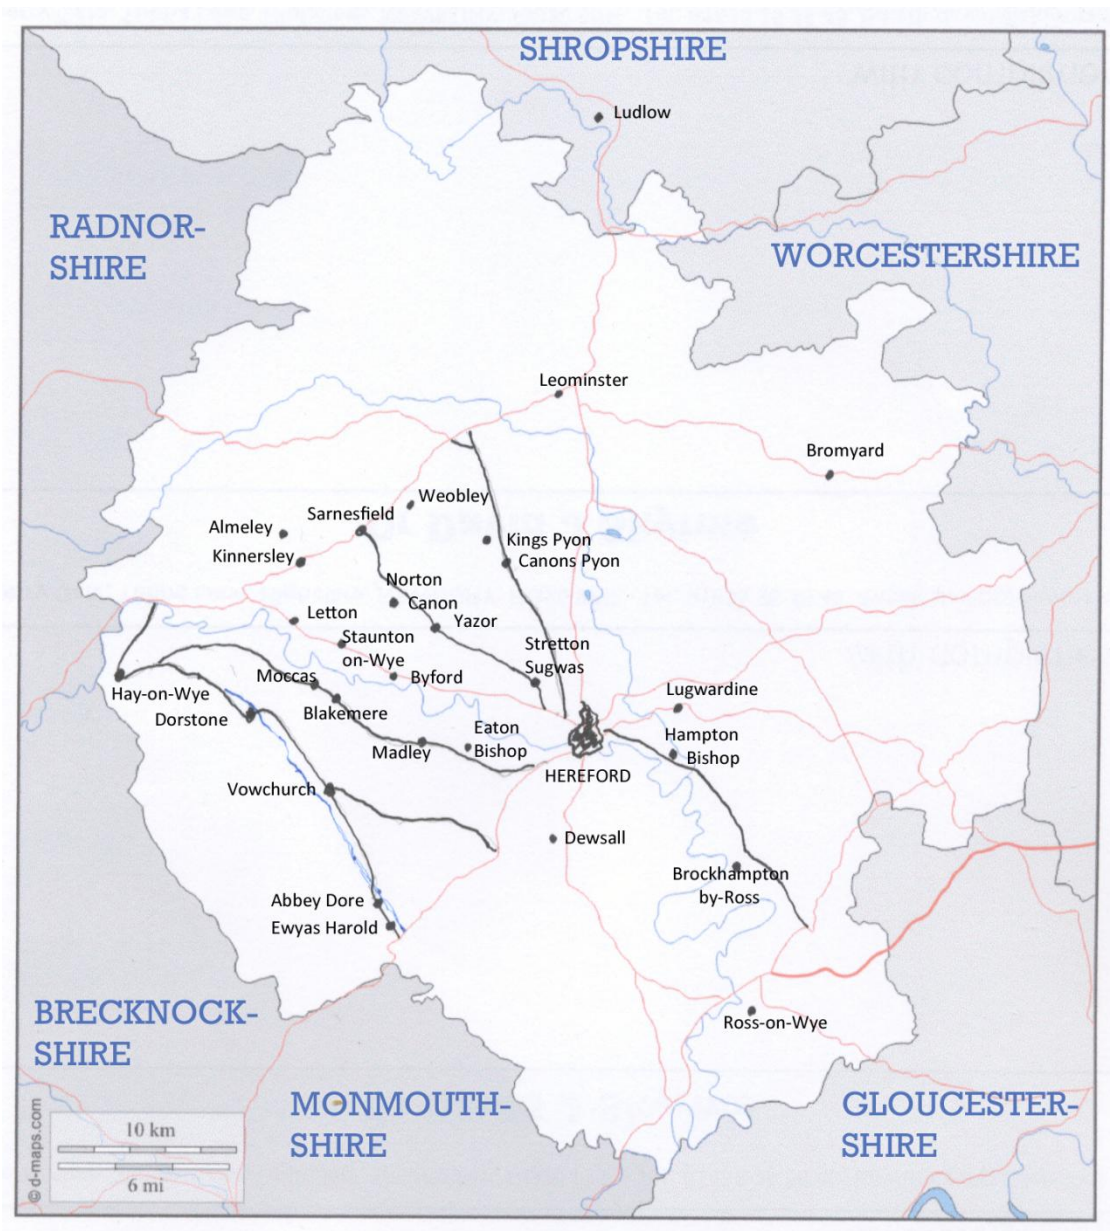 SHROPSHIRE
Ludlow
RADNOR-
SHIRE
WORCESTERSHIRE
Leominster
Bromyard
Weobley
Sarnesfield
Almeley
Kings Pyon
Kinnersley
Canons Pyon
Norton
Canon
Letton
Yazor
Staunton
on-Wye
Stretton
Sugwas
Moccas
Byford
Hay-on-Wye
Lugwardine
Dorstone
Blakemere
Eaton
Bishop
Hampton
Bishop
Madley
HEREFORD
Vowchurch
Dewsall
Brockhampton
by-Ross
Abbey Dore
Ewyas Harold
BRECKNOCK-
SHIRE
Ross-on-Wye
MONMOUTH-
SHIRE
GLOUCESTER-
SHIRE
10 km
6 mi
© d-maps.com